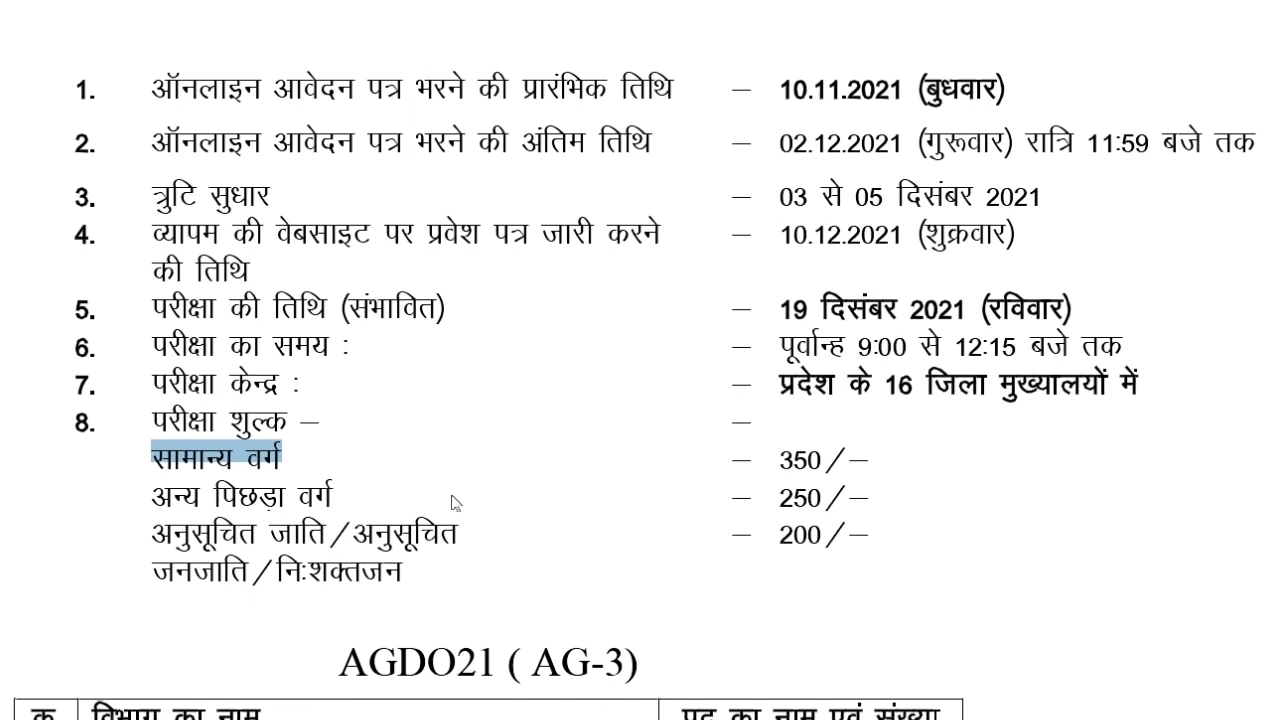 1. ऑनलाइन आवेदन पत्र भरने की प्रारंभिक तिथि – 10.11.2021 (बुधवार)
2. ऑनलाइन आवेदन पत्र भरने की अंतिम तिथि – 02.12.2021 (गुरूवार) रात्रि 11:59 बजे तक
3. त्रुटि सुधार – 03 से 05 दिसंबर 2021
4. व्यापम की वेबसाइट पर प्रवेश पत्र जारी करने – 10.12.2021 (शुक्रवार)
की तिथि
5. परीक्षा की तिथि (संभावित) – 19 दिसंबर 2021 (रविवार)
6. परीक्षा का समय : – पूर्वान्ह 9:00 से 12:15 बजे तक
7. परीक्षा केन्द्र : – प्रदेश के 16 जिला मुख्यालयों में
8. परीक्षा शुल्क – –
सामान्य वर्ग – 350/–
अन्य पिछड़ा वर्ग – 250/–
अनुसूचित जाति/अनुसूचित – 200/–
जनजाति/निःशक्तजन
AGDO21 ( AG-3)
क विभाग का नाम पद का नाम एवं संख्या